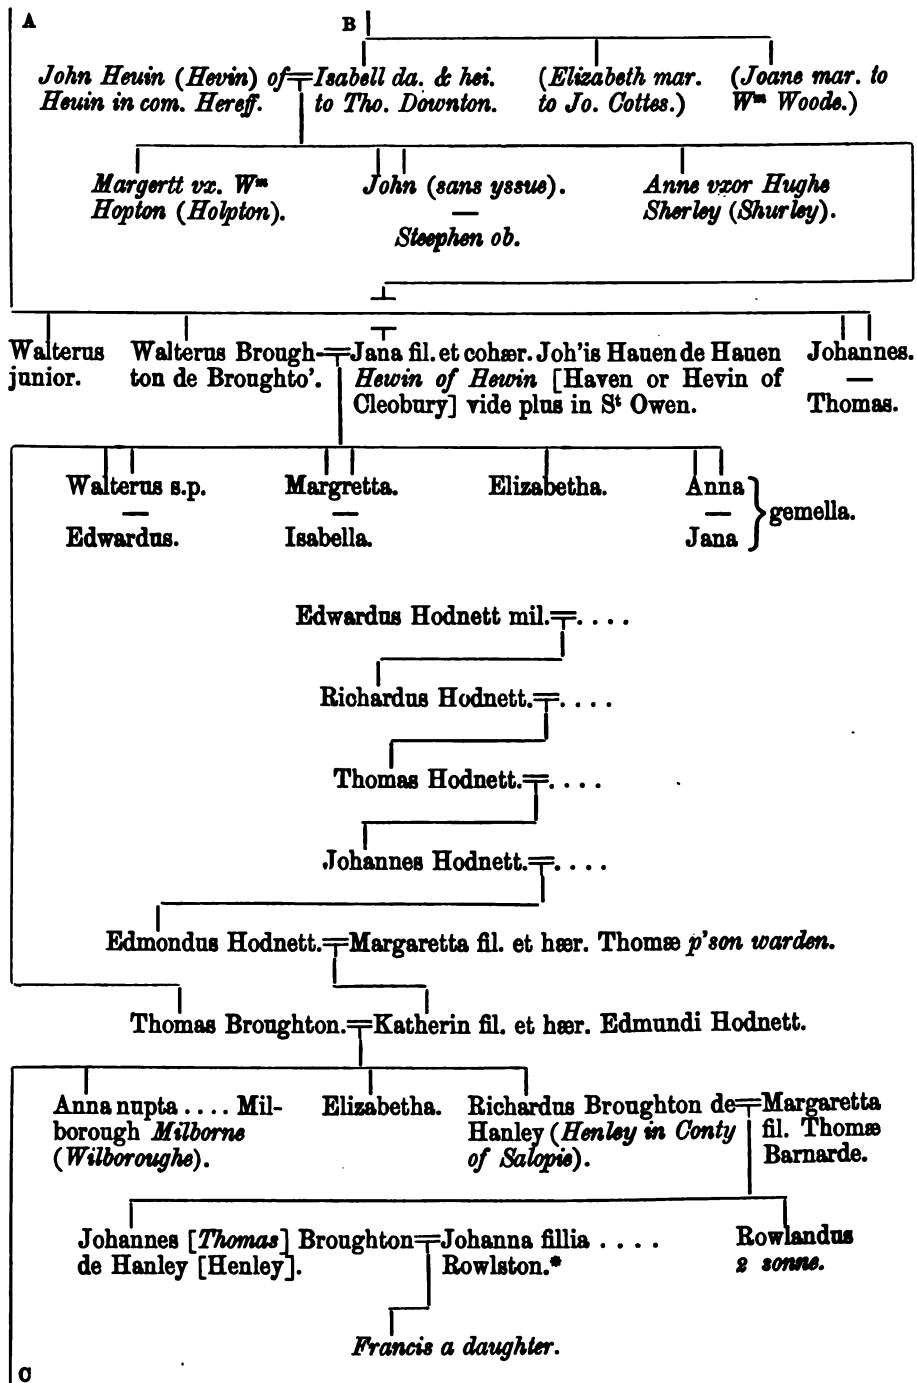 A
B
John Heuin (Hevin) of Isabell da. & hei. (Elizabeth mar. (Joane mar. to
Heuin in com. Hereff. to Tho. Downton. to Jo. Cottes.) Wm Woode.)
Margertt vx. Wm John (sans yssue). Anne vxor Hughe
Hopton (Holpton). — Sherley (Shurley).
Steephen ob.
Walterus Walterus Brough- Jana fil. et cohær. Joh'is Hauen de Hauen Johannes.
junior. ton de Broughto'. Hewin of Hewin [Haven or Hevin of —
Cleobury] vide plus in St Owen. Thomas.
Walterus s.p. Margretta. Elizabetha. Anna
— — — gemella.
Edwardus. Isabella. Jana
Edwardus Hodnett mil. . . . .
Richardus Hodnett. . . . .
Thomas Hodnett. . . . .
Johannes Hodnett. . . . .
Edmondus Hodnett. Margaretta fil. et hær. Thomæ p'son warden.
Thomas Broughton. Katherin fil. et hær. Edmundi Hodnett.
Anna nupta . . . . Mil- Elizabetha. Richardus Broughton de Margaretta
borough Milborne Hanley (Henley in Conty fil. Thomæ
(Wilboroughe). of Salopie). Barnarde.
Johannes [Thomas] Broughton Johanna fillia . . . . Rowlandus
de Hanley [Henley]. Rowlston.* 2 sonne.
Francis a daughter.
C